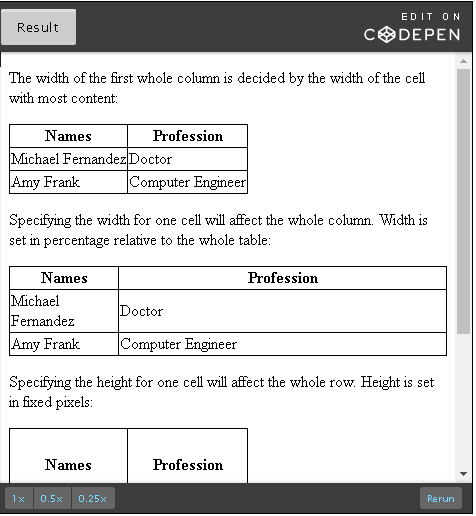 Result
EDIT ON
CODEPEN
The width of the first whole column is decided by the width of the cell
with most content:
Names Profession
Michael Fernandez Doctor
Amy Frank Computer Engineer
Specifying the width for one cell will affect the whole column. Width is
set in percentage relative to the whole table:
Names Profession
Michael
Fernandez Doctor
Amy Frank Computer Engineer
Specifying the height for one cell will affect the whole row. Height is set
in fixed pixels:
Names Profession
1x 0.5x 0.25x Rerun